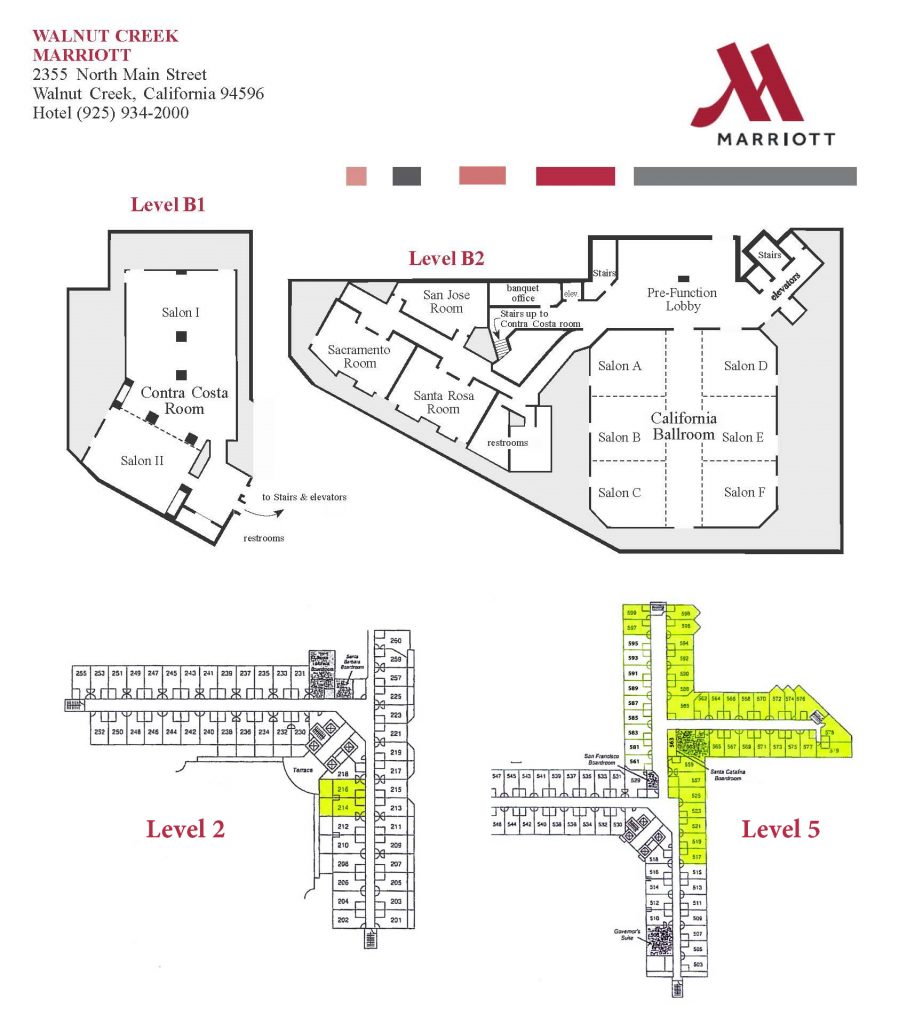 WALNUT CREEK
MARRIOTT
2355 North Main Street
Walnut Creek, California 94596
Hotel (925) 934-2000
MARRIOTT
Level B1
Salon I
Contra Costa
Room
Salon II
to Stairs & elevators
restrooms
Level B2
San Jose
Room
banquet
office
elev.
Stairs
Stairs up to
Contra Costa room
Sacramento
Room
Santa Rosa
Room
restrooms
Pre-Function
Lobby
Stairs
elevators
Salon A
Salon D
California
Ballroom
Salon B
Salon E
Salon C
Salon F
Level 2
Boardroom
Santa
Barbara
Boardroom
255 253 251 249 247 245 241 239 237 235 233 231
252 250 248 246 244 242 240 238 236 234 232 230
Terrace
260
259
257
225
223
221
219
218 217
216 215
214 213
212 211
210 209
208 207
206 205
204 203
202 201
Level 5
599 598
597 596
595 594
593 592
591 590
589
587
585
583
581
561
564 566 568 570 572 574 576
578
579
565 567 569 571 573 575 577
San Francisco
Boardroom
Santa Catalina
Boardroom
547 545 543 541 539 537 535 533 531
529
544 542 540 538 536 534 532 530
559
557
525
523
521
519
518 517
516 515
514 513
512 511
510 509
507
505
503
Governor's
Suite